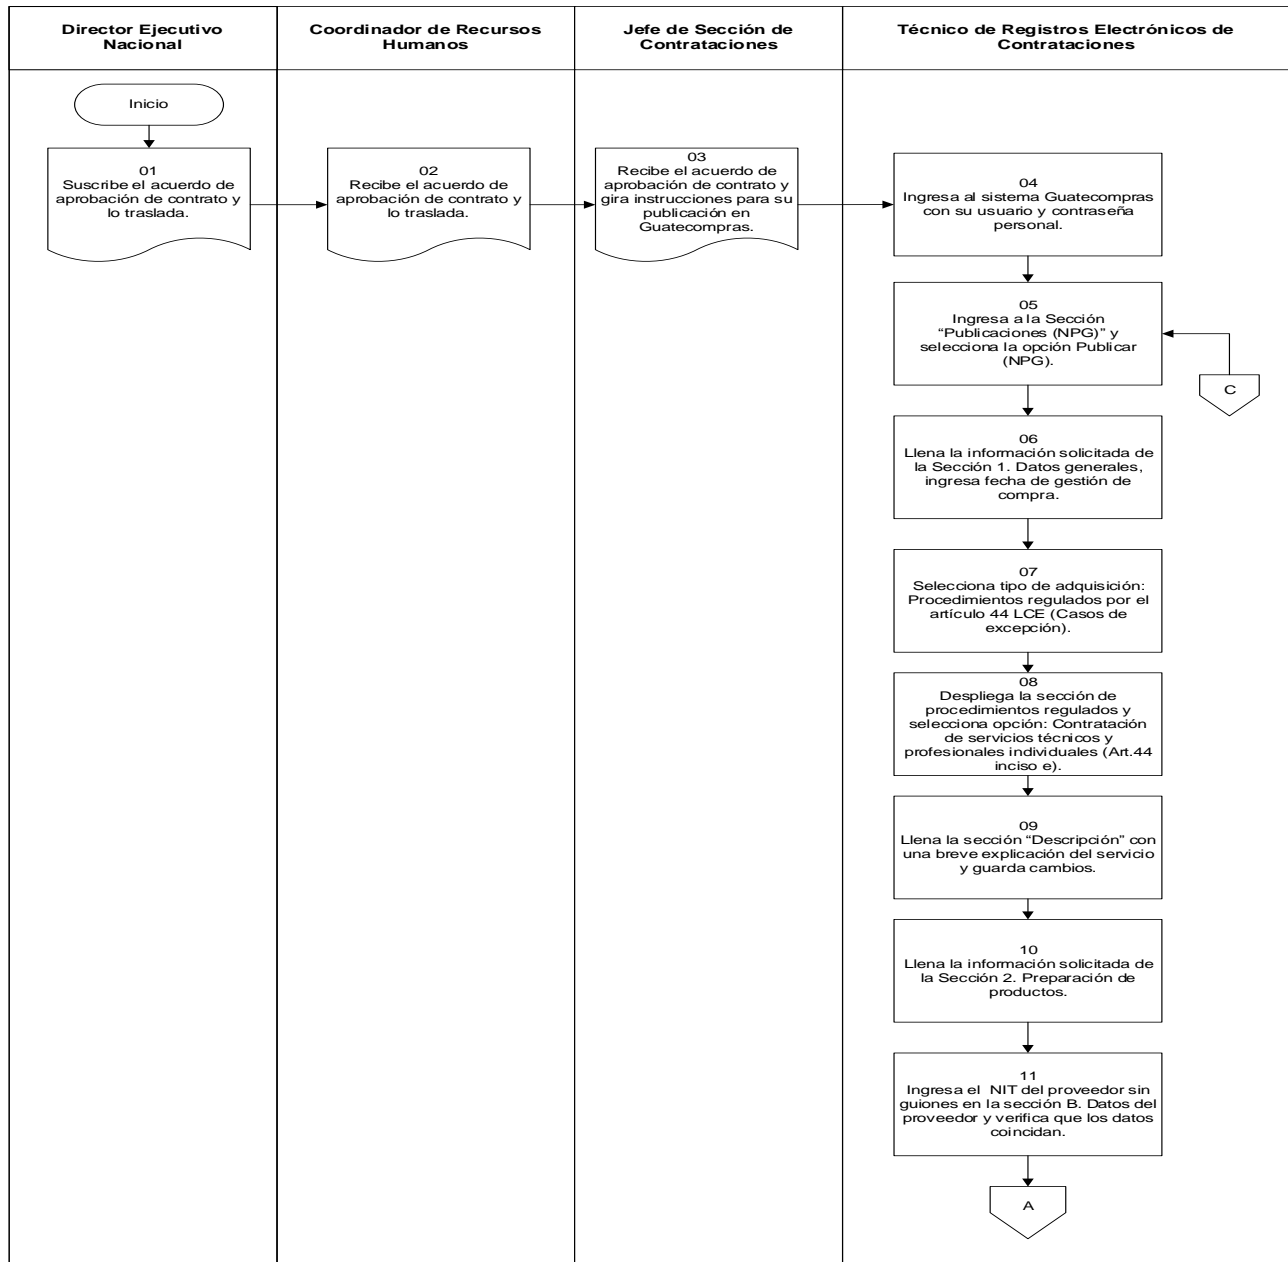 Director Ejecutivo
Nacional
Coordinador de Recursos
Humanos
Jefe de Sección de
Contrataciones
Técnico de Registros Electrónicos de
Contrataciones
Inicio
01
Suscribe el acuerdo de
aprobación de contrato y
lo traslada.
02
Recibe el acuerdo de
aprobación de contrato y
lo traslada.
03
Recibe el acuerdo de
aprobación de contrato y
gira instrucciones para su
publicación en
Guatecompras.
04
Ingresa al sistema Guatecompras
con su usuario y contraseña
personal.
05
Ingresa a la Sección
“Publicaciones (NPG)” y
selecciona la opción Publicar
(NPG).
C
06
Llena la información solicitada de
la Sección 1. Datos generales,
ingresa fecha de gestión de
compra.
07
Selecciona tipo de adquisición:
Procedimientos regulados por el
artículo 44 LCE (Casos de
excepción).
08
Despliega la sección de
procedimientos regulados y
selecciona opción: Contratación
de servicios técnicos y
profesionales individuales (Art.44
inciso e).
09
Llena la sección “Descripción” con
una breve explicación del servicio
y guarda cambios.
10
Llena la información solicitada de
la Sección 2. Preparación de
productos.
11
Ingresa el NIT del proveedor sin
guiones en la sección B. Datos del
proveedor y verifica que los datos
coincidan.
A